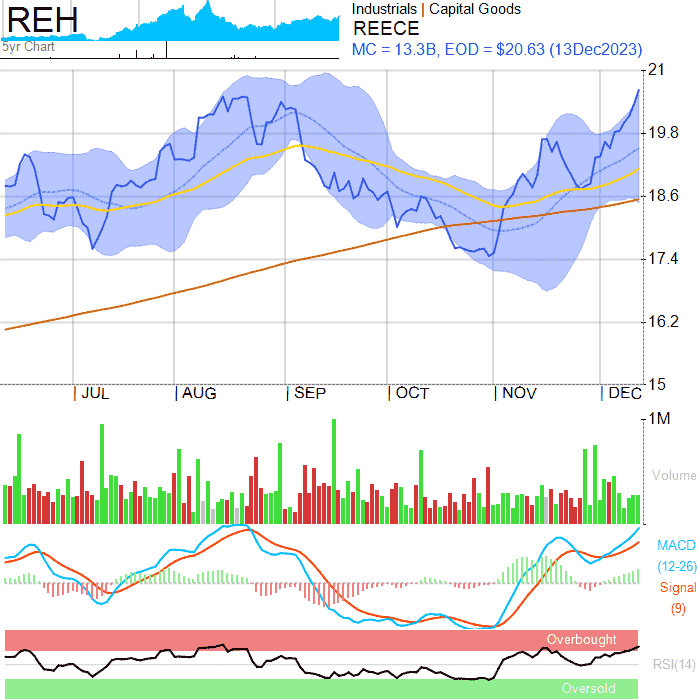 REH
5yr Chart
Industrials | Capital Goods
REECE
MC = 13.3B, EOD = $20.63 (13Dec2023)
21
19.8
18.6
17.4
16.2
15
| JUL | AUG | SEP | OCT | NOV | DEC
1M
Volume
MACD
(12-26)
Signal
(9)
Overbought
RSI(14)
Oversold